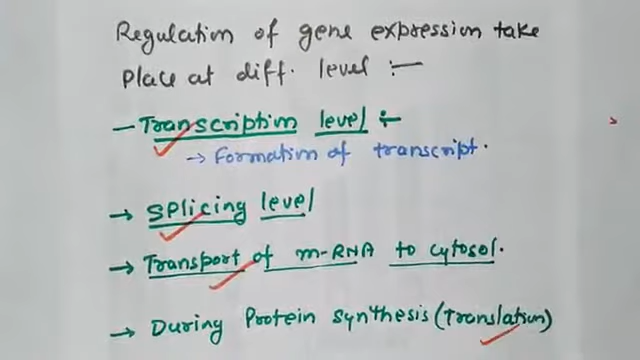 Regulation of gene expression take
Place at diff. level :-
- Transcription level :-
→ Formation of transcript.
→ Splicing level
→ Transport of m-RNA to cytosol.
→ During Protein synthesis (Translation)